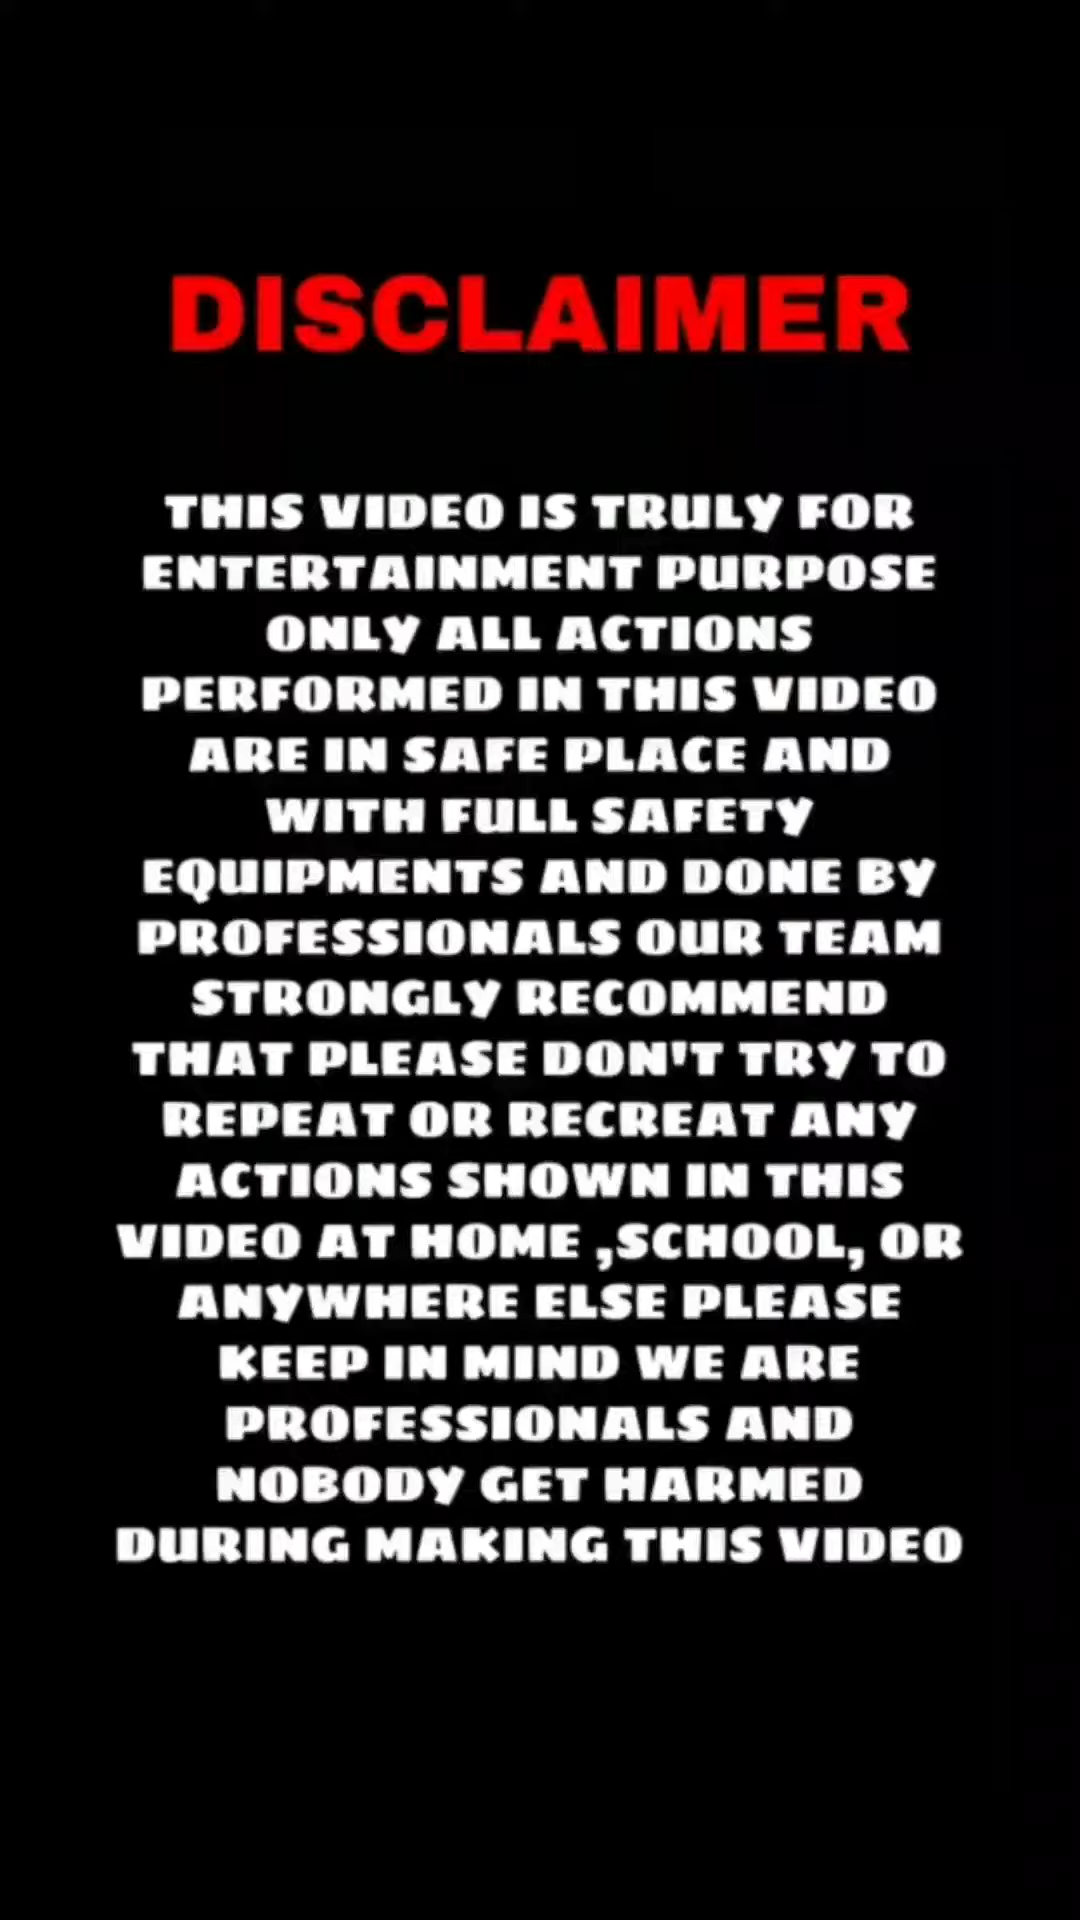 DISCLAIMER
THIS VIDEO IS TRULY FOR
ENTERTAINMENT PURPOSE
ONLY ALL ACTIONS
PERFORMED IN THIS VIDEO
ARE IN SAFE PLACE AND
WITH FULL SAFETY
EQUIPMENTS AND DONE BY
PROFESSIONALS OUR TEAM
STRONGLY RECOMMEND
THAT PLEASE DON'T TRY TO
REPEAT OR RECREAT ANY
ACTIONS SHOWN IN THIS
VIDEO AT HOME ,SCHOOL, OR
ANYWHERE ELSE PLEASE
KEEP IN MIND WE ARE
PROFESSIONALS AND
NOBODY GET HARMED
DURING MAKING THIS VIDEO